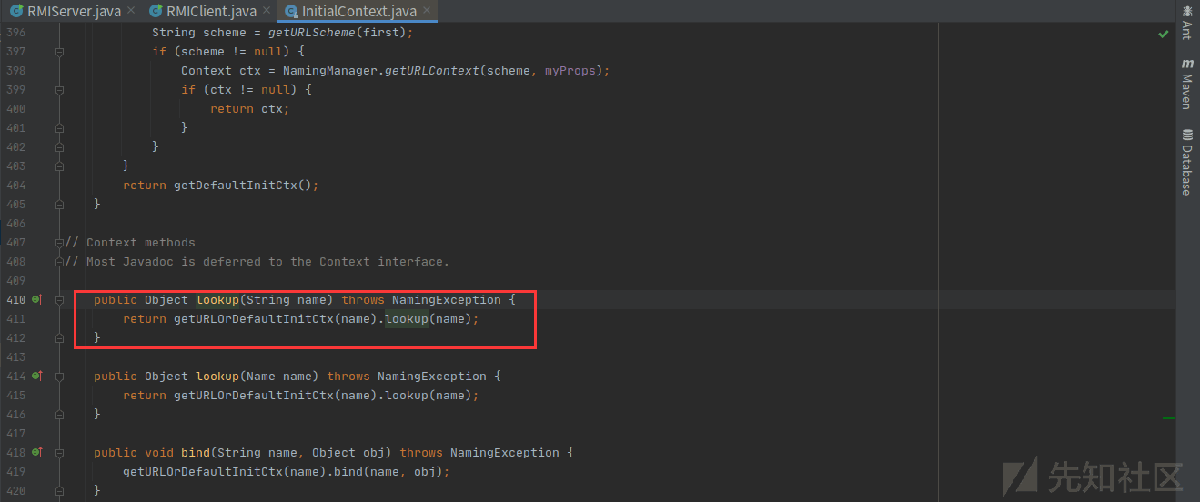 RMIServer.java RMIClient.java InitialContext.java
396 String scheme = getURLScheme(first);
397 if (scheme != null) {
398 Context ctx = NamingManager.getURLContext(scheme, myProps);
399 if (ctx != null) {
400 return ctx;
401 }
402 }
403 }
404 return getDefaultInitCtx();
405 }
406
407 // Context methods
408 // Most Javadoc is deferred to the Context interface.
409
410 public Object lookup(String name) throws NamingException {
411 return getURLOrDefaultInitCtx(name).lookup(name);
412 }
413
414 public Object lookup(Name name) throws NamingException {
415 return getURLOrDefaultInitCtx(name).lookup(name);
416 }
417
418 public void bind(String name, Object obj) throws NamingException {
419 getURLOrDefaultInitCtx(name).bind(name, obj);
420 }
Ant
m Maven
Database
先知社区